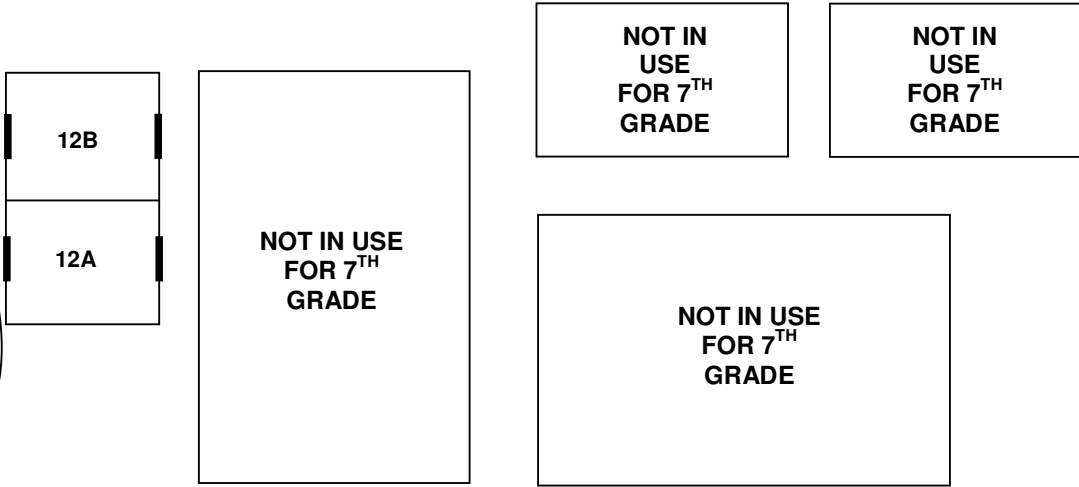 NOT IN
USE
FOR 7TH
GRADE
NOT IN
USE
FOR 7TH
GRADE
12B
12A
NOT IN USE
FOR 7TH
GRADE
NOT IN USE
FOR 7TH
GRADE